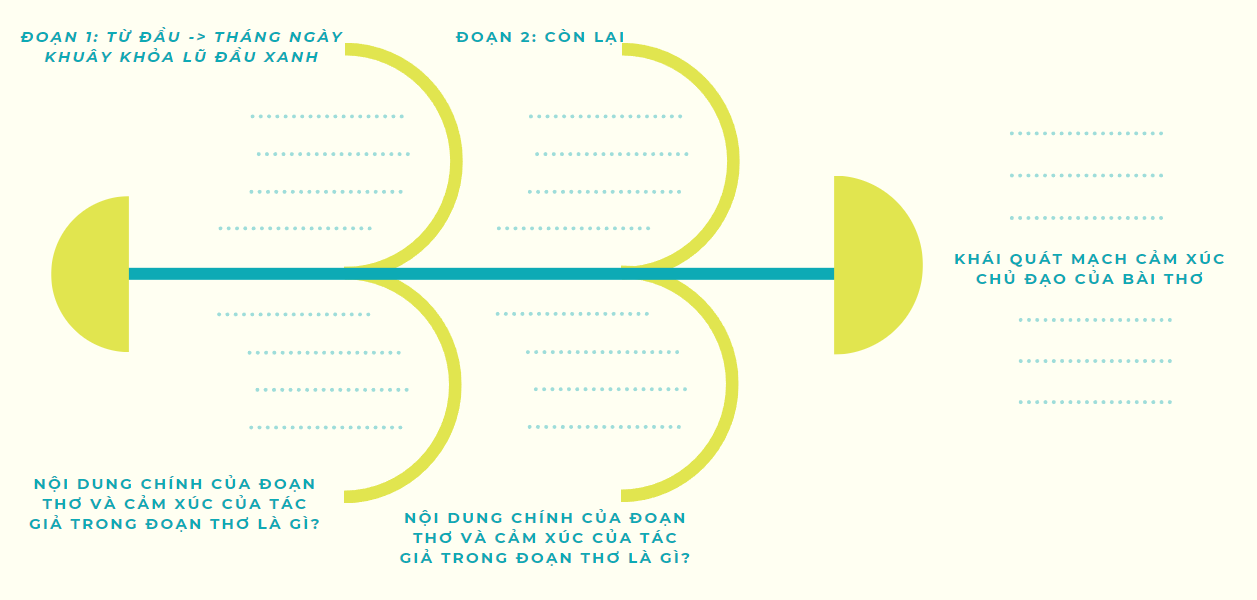 ĐOẠN 1: TỪ ĐẦU -> THÁNG NGÀY
KHUÂY KHỎA LŨ ĐẦU XANH
ĐOẠN 2: CÒN LẠI
KHÁI QUÁT MẠCH CẢM XÚC
CHỦ ĐẠO CỦA BÀI THƠ
NỘI DUNG CHÍNH CỦA ĐOẠN
THƠ VÀ CẢM XÚC CỦA TÁC
GIẢ TRONG ĐOẠN THƠ LÀ GÌ?
NỘI DUNG CHÍNH CỦA ĐOẠN
THƠ VÀ CẢM XÚC CỦA TÁC
GIẢ TRONG ĐOẠN THƠ LÀ GÌ?